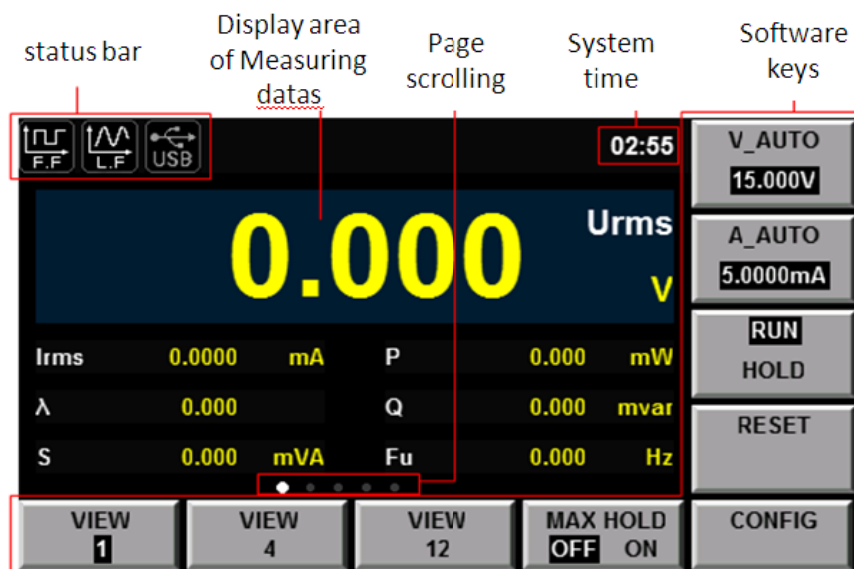 status bar
Display area
of Measuring
datas
Page
scrolling
System
time
Software
keys
F.F
L.F
USB
02:55
0.000
Urms
V
Irms 0.0000 mA P 0.000 mW
λ 0.000 Q 0.000 mvar
S 0.000 mVA Fu 0.000 Hz
V_AUTO
15.000V
A_AUTO
5.0000mA
RUN
HOLD
RESET
CONFIG
VIEW
1
VIEW
4
VIEW
12
MAX HOLD
OFF ON